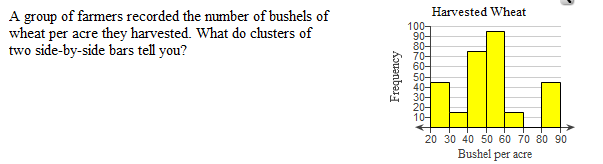 A group of farmers recorded the number of bushels of
wheat per acre they harvested. What do clusters of
two side-by-side bars tell you?
Harvested Wheat
Frequency
100
90
80
70
60
50
40
30
20
10
20 30 40 50 60 70 80 90
Bushel per acre